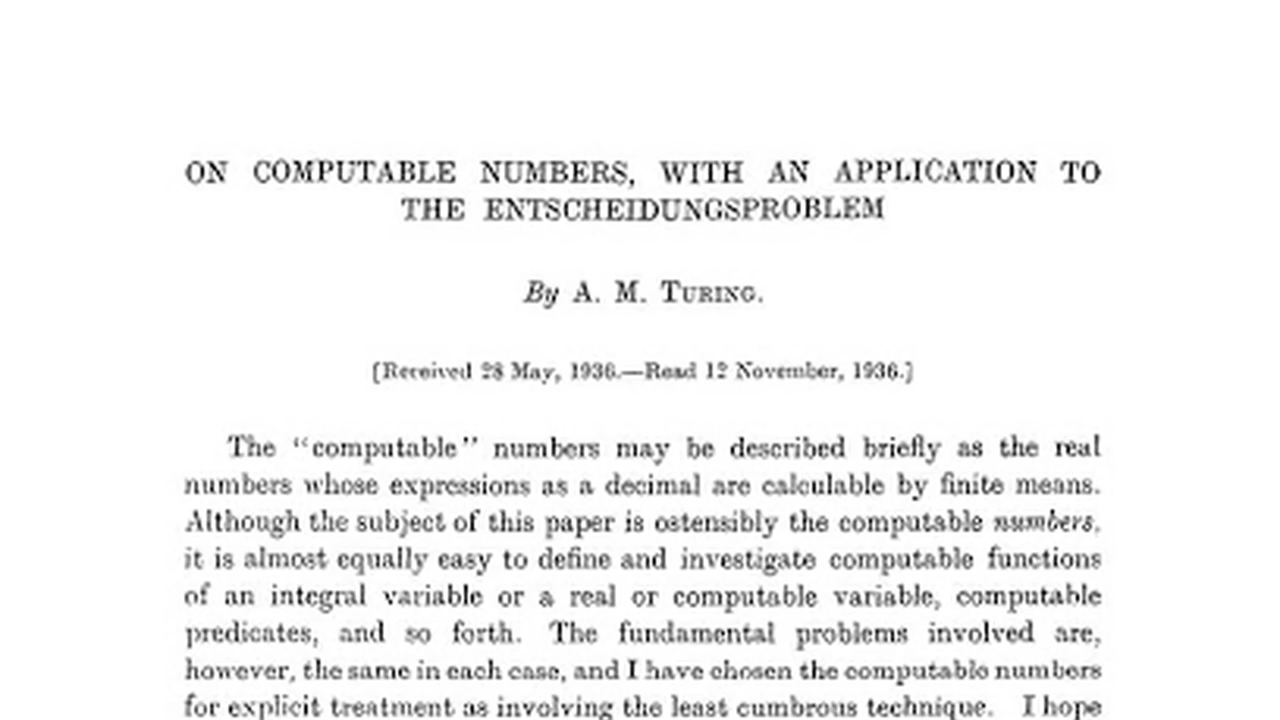 ON COMPUTABLE NUMBERS, WITH AN APPLICATION TO
THE ENTSCHEIDUNGSPROBLEM
By A. M. TURING.
[Received 28 May, 1936.—Read 12 November, 1936.]
The "computable" numbers may be described briefly as the real
numbers whose expressions as a decimal are calculable by finite means.
Although the subject of this paper is ostensibly the computable numbers,
it is almost equally easy to define and investigate computable functions
of an integral variable or a real or computable variable, computable
predicates, and so forth. The fundamental problems involved are,
however, the same in each case, and I have chosen the computable numbers
for explicit treatment as involving the least cumbrous technique. I hope